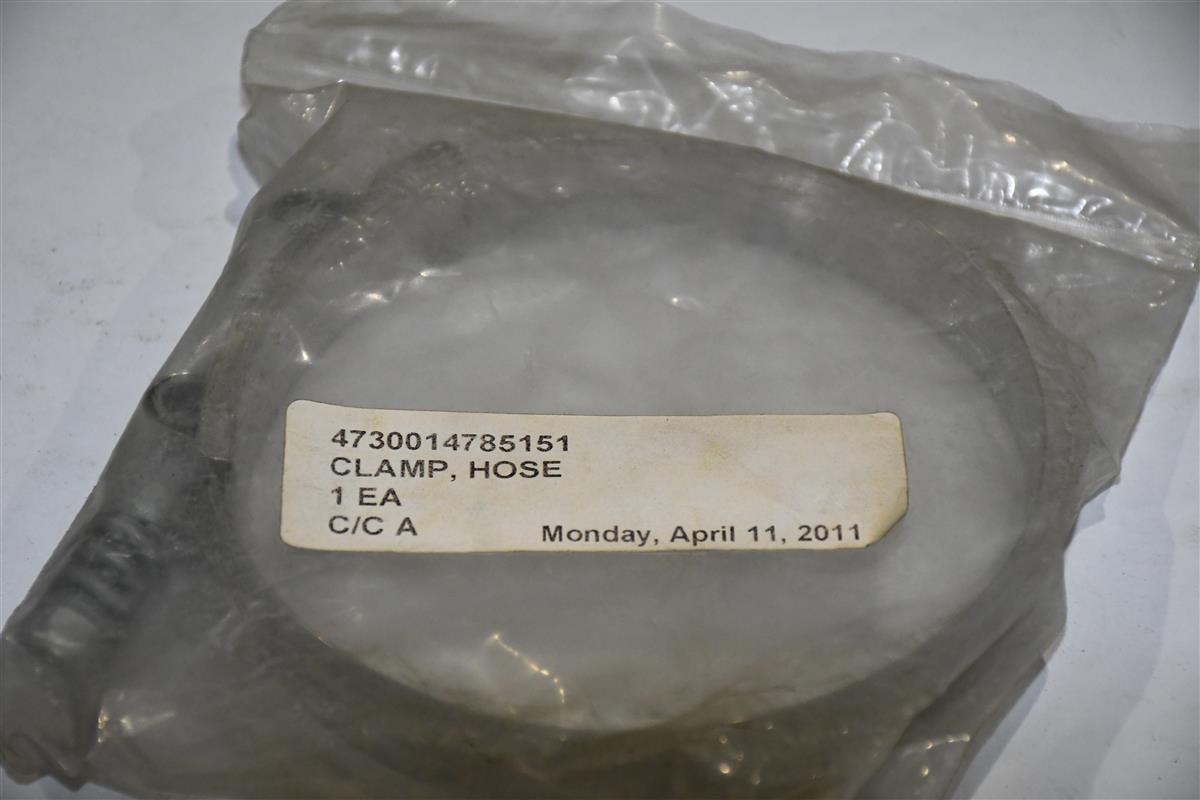 4730014785151
CLAMP, HOSE
1 EA
C/C A Monday, April 11, 2011